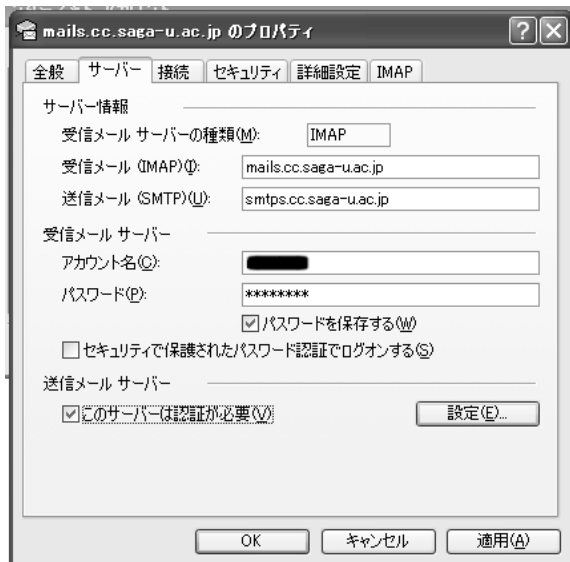 mails.cc.saga-u.ac.jp のプロパティ
全般 サーバー 接続 セキュリティ 詳細設定 IMAP
サーバー情報
受信メール サーバーの種類(M): IMAP
受信メール (IMAP)(I): mails.cc.saga-u.ac.jp
送信メール (SMTP)(U): smtps.cc.saga-u.ac.jp
受信メール サーバー
アカウント名(C):
パスワード(P): ********
パスワードを保存する(W)
セキュリティで保護されたパスワード認証でログオンする(S)
送信メール サーバー
このサーバーは認証が必要(V) 設定(E)...
OK キャンセル 適用(A)